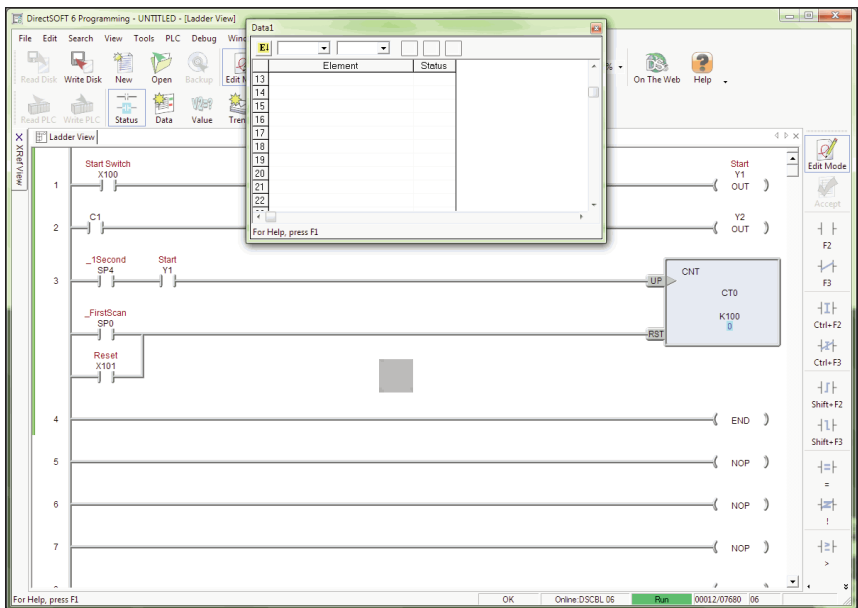 DirectSOFT 6 Programming - UNTITLED - [Ladder View]
File Edit Search View Tools PLC Debug
Read Disk Write Disk New Open Backup
On The Web Help
Read PLC Write PLC Status Data Value
Data1
Element Status
13
14
15
16
17
18
19
20
21
22
For Help, press F1
XRef View
Ladder View
Edit Mode
Accept
F2
F3
Ctrl+F2
Ctrl+F3
Shift+F2
Shift+F3
=
!
>
Start Switch
X100
Start
Y1
1
OUT
C1
Y2
2
OUT
_1Second
SP4
Start
Y1
3
UP
CNT
CT0
K100
0
_FirstScan
SP0
RST
Reset
X101
4
END
5
NOP
6
NOP
7
NOP
For Help, press F1
OK
Online:DSCBL 06
Run
00012/07680
06